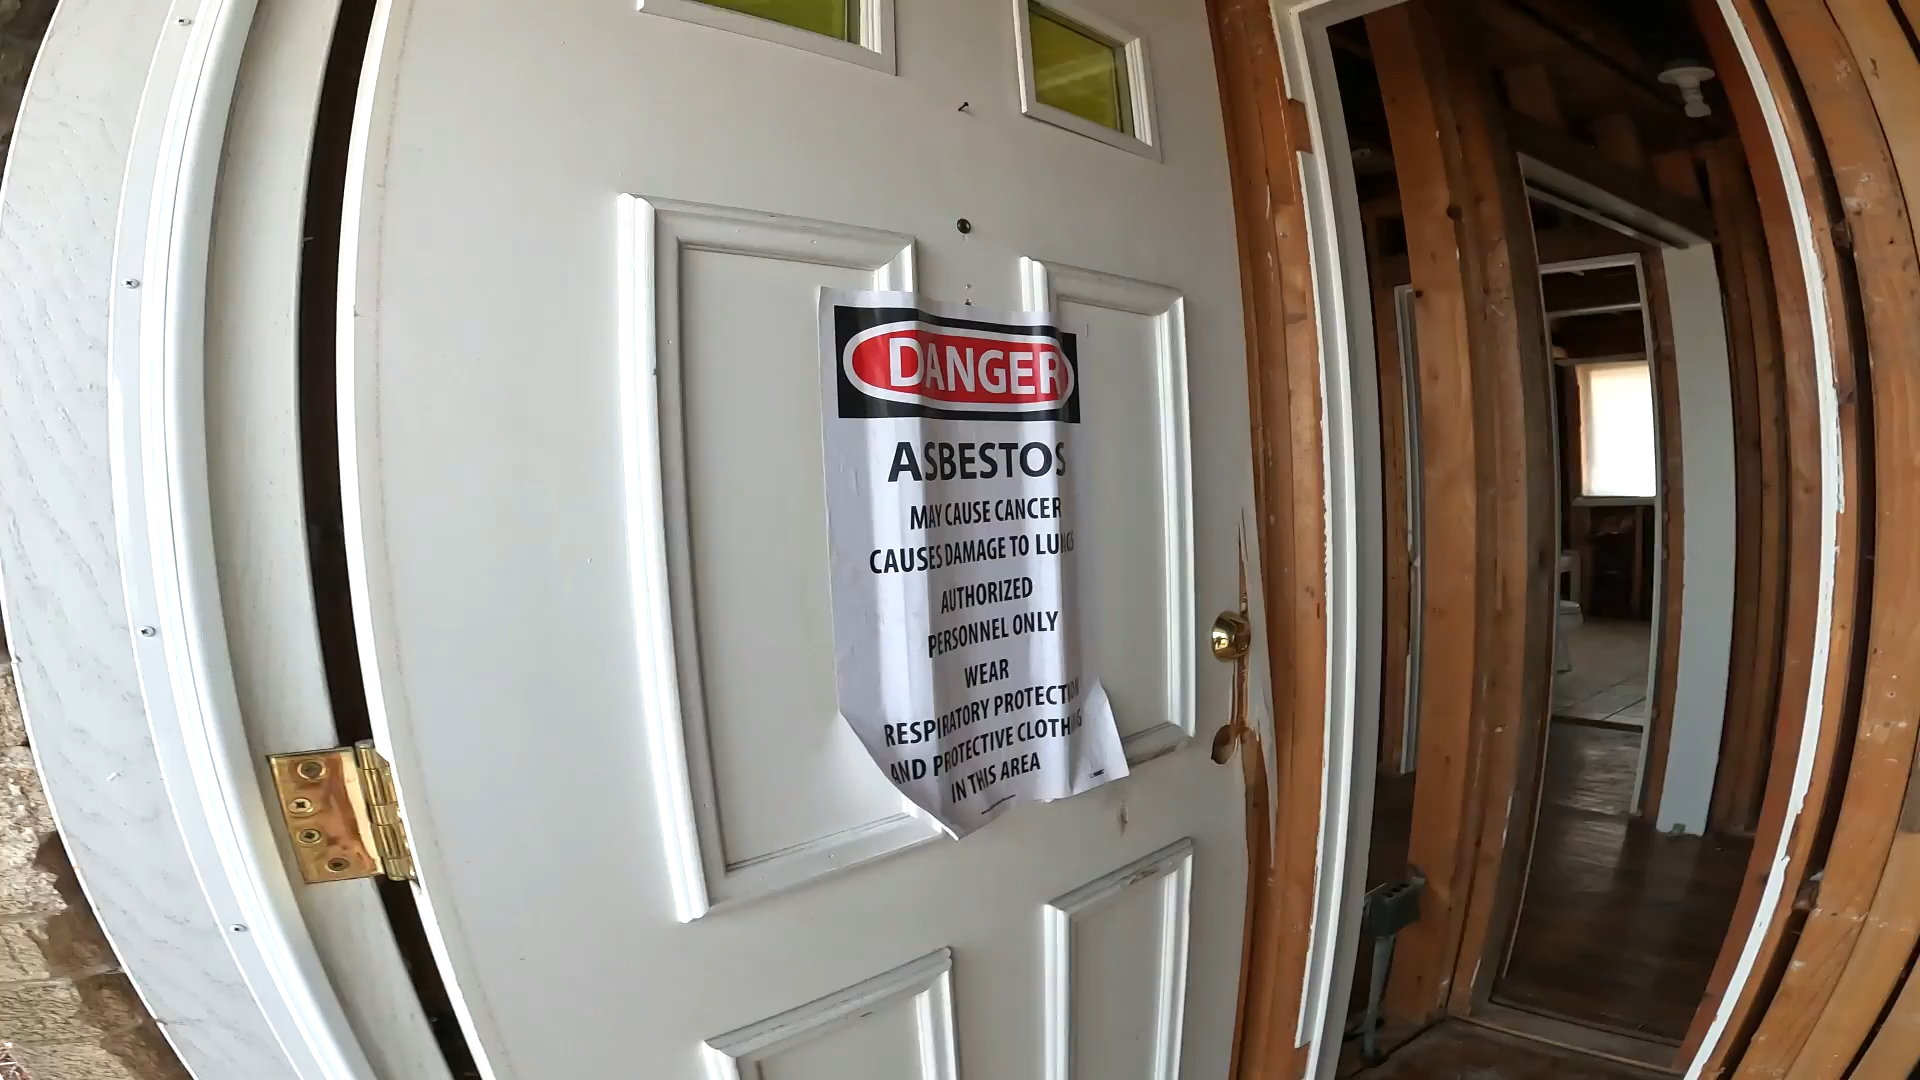 DANGER
ASBESTOS
MAY CAUSE CANCER
CAUSES DAMAGE TO LUNGS
AUTHORIZED
PERSONNEL ONLY
WEAR
RESPIRATORY PROTECTION
AND PROTECTIVE CLOTHING
IN THIS AREA